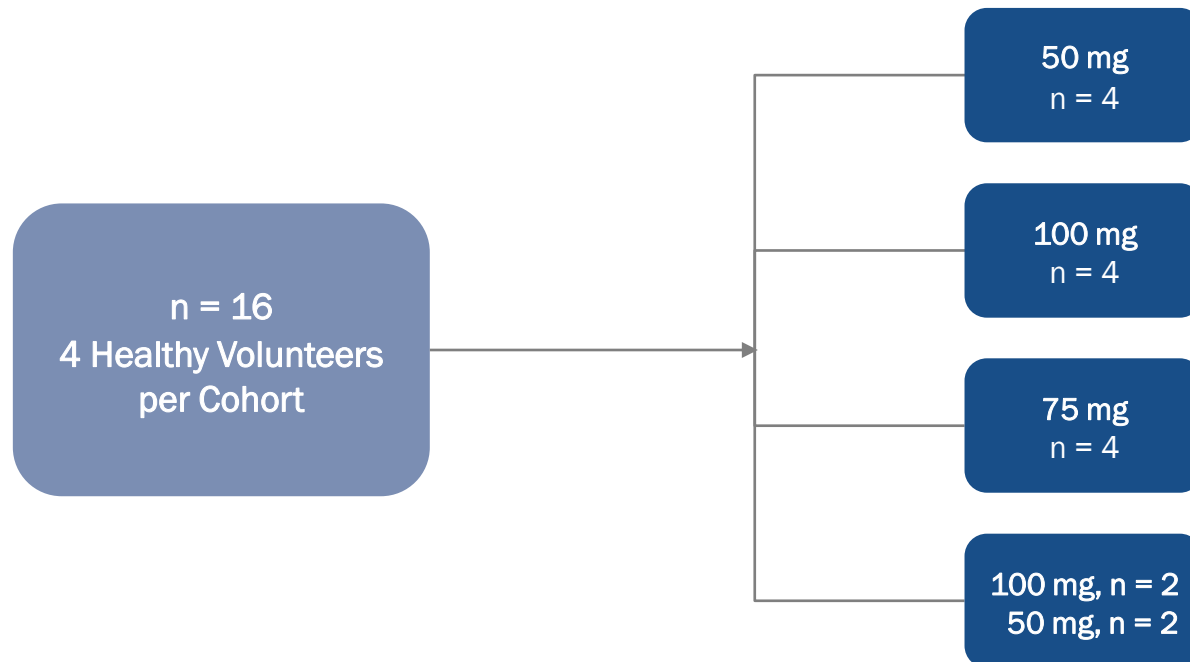 n = 16
4 Healthy Volunteers
per Cohort
50 mg
n = 4
100 mg
n = 4
75 mg
n = 4
100 mg, n = 2
50 mg, n = 2